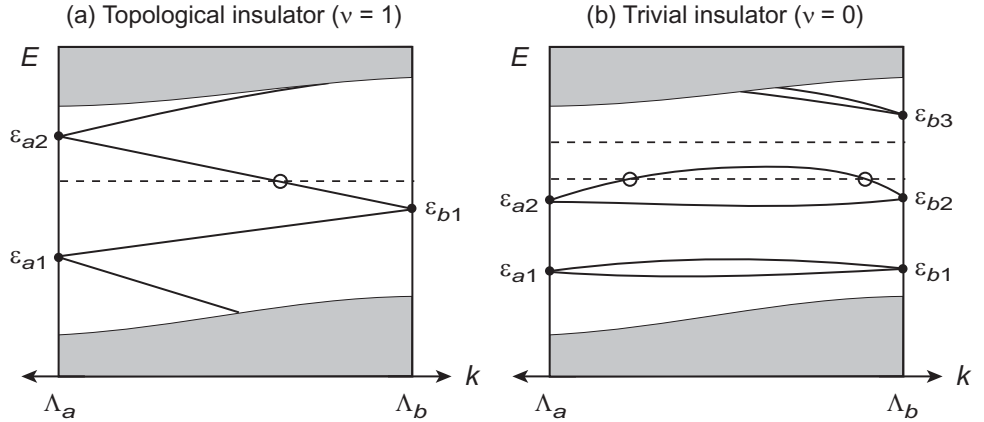 (a) Topological insulator (ν = 1)
E
εa2
εb1
εa1
k
Λa
Λb
(b) Trivial insulator (ν = 0)
E
εb3
εa2
εb2
εa1
εb1
k
Λa
Λb